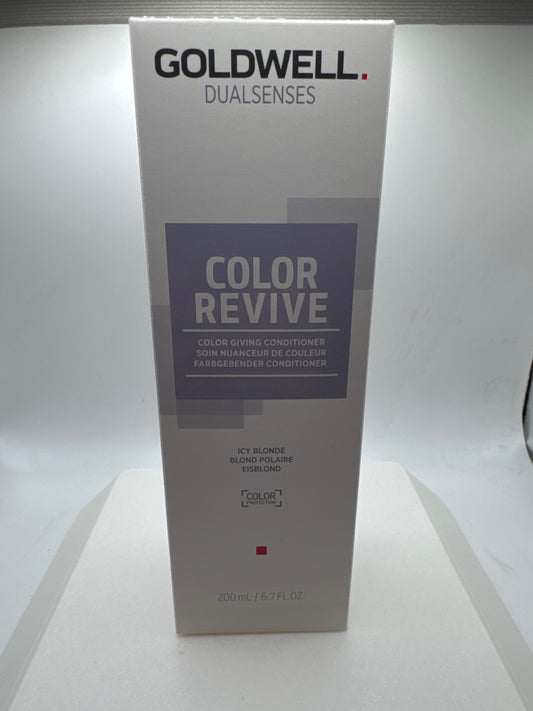 GOLDWELL.
DUALSENSES
COLOR
REVIVE
COLOR GIVING CONDITIONER
SOIN NUANCEUR DE COULEUR
FARBGEBENDER CONDITIONER
ICY BLONDE
BLOND POLAIRE
EISBLOND
COLOR
PROTECTION
200 mL / 6.7 FL.OZ.